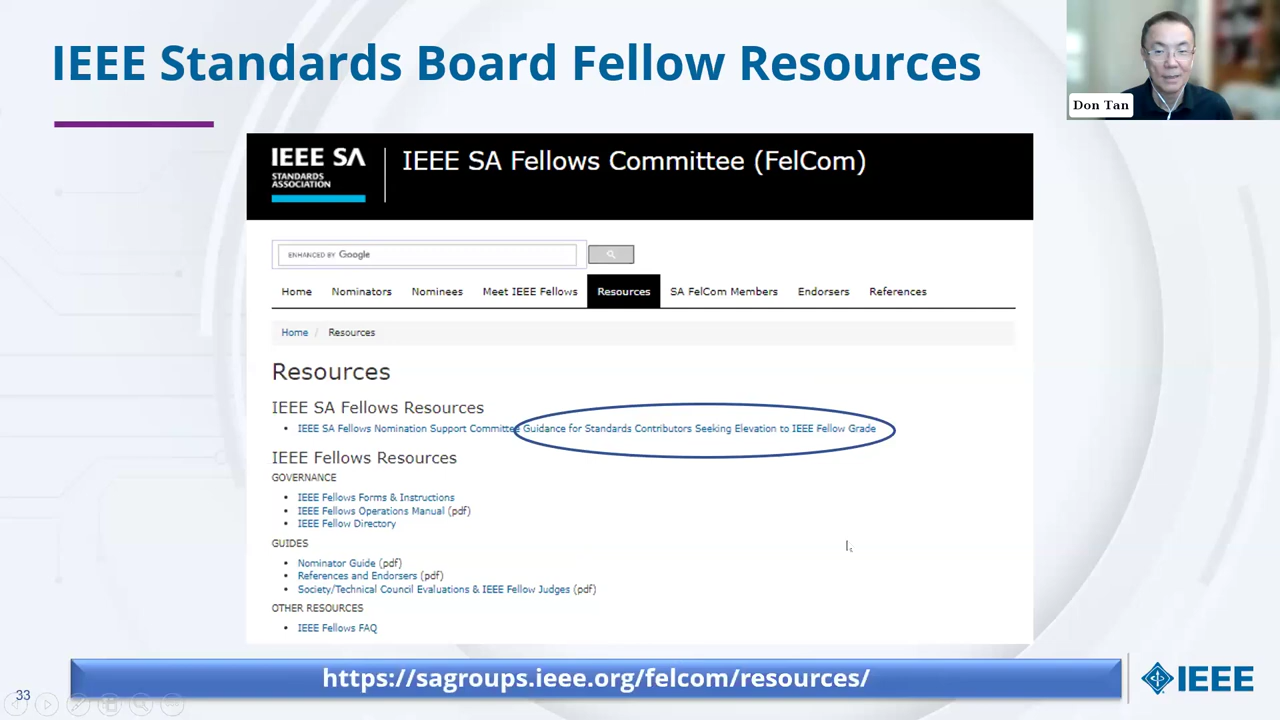 IEEE Standards Board Fellow Resources
Don Tan
IEEE SA
STANDARDS
ASSOCIATION
IEEE SA Fellows Committee (FelCom)
ENHANCED BY Google
Home Nominators Nominees Meet IEEE Fellows Resources SA FelCom Members Endorsers References
Home / Resources
Resources
IEEE SA Fellows Resources
• IEEE SA Fellows Nomination Support Committee Guidance for Standards Contributors Seeking Elevation to IEEE Fellow Grade
IEEE Fellows Resources
GOVERNANCE
• IEEE Fellows Forms & Instructions
• IEEE Fellows Operations Manual (pdf)
• IEEE Fellow Directory
GUIDES
• Nominator Guide (pdf)
• References and Endorsers (pdf)
• Society/Technical Council Evaluations & IEEE Fellow Judges (pdf)
OTHER RESOURCES
• IEEE Fellows FAQ
https://sagroups.ieee.org/felcom/resources/
33
IEEE